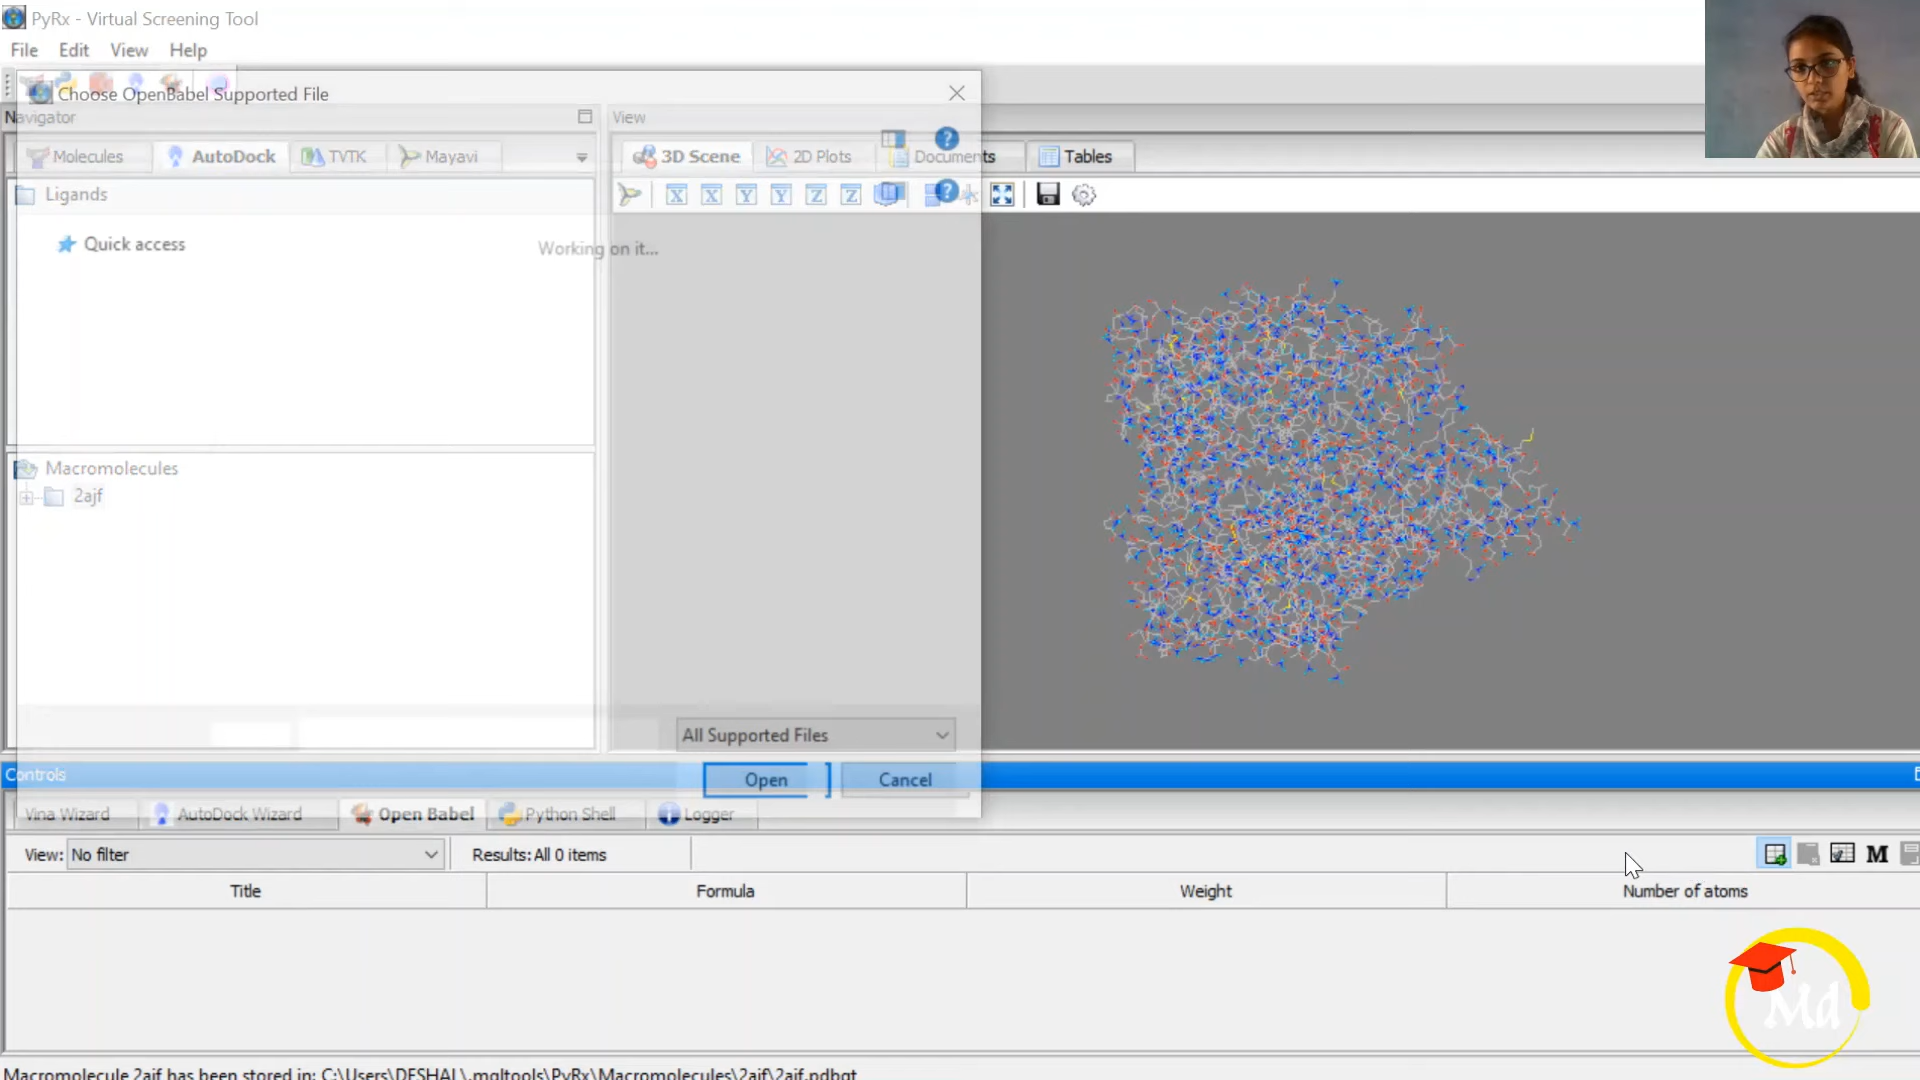 PyRx - Virtual Screening Tool
File Edit View Help
Choose OpenBabel Supported File
Navigator
View
Molecules AutoDock TVTK Mayavi
3D Scene 2D Plots Documents Tables
Ligands
X X Y Y Z Z
Quick access
Working on it...
Macromolecules
2ajf
All Supported Files
Open Cancel
Controls
Vina Wizard AutoDock Wizard Open Babel Python Shell Logger
View: No filter Results: All 0 items
M
Title Formula Weight Number of atoms
Md
Macromolecule 2ajf has been stored in: C:\Users\DESHAL\.mgltools\PyRx\Macromolecules\2ajf\2ajf.pdbqt